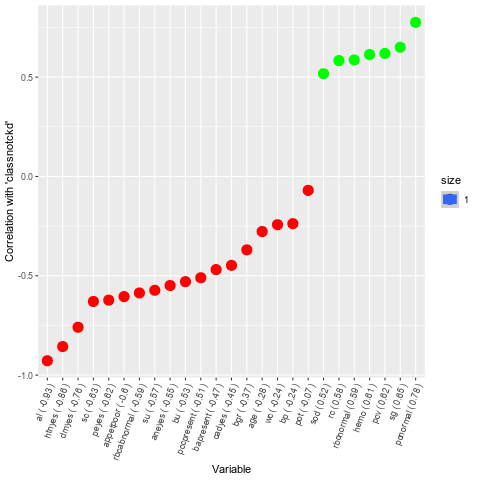 0.5
0.0
-0.5
-1.0
Correlation with 'classnotckd'
al ( -0.93)
htnyes ( -0.86)
dmyes ( -0.76)
sc ( -0.63)
peyes ( -0.62)
appetpoor ( -0.6)
rbcabnormal ( -0.59)
su ( -0.57)
aneyes ( -0.55)
bu ( -0.53)
pccpresent ( -0.51)
bapresent ( -0.47)
cadyes ( -0.45)
bgr ( -0.37)
age ( -0.28)
wc ( -0.24)
bp ( -0.24)
pot ( -0.07)
sod ( 0.52)
rc ( 0.58)
rbcnormal ( 0.59)
hemo ( 0.61)
pcv ( 0.62)
sg ( 0.65)
pcnormal ( 0.78)
Variable
size
1